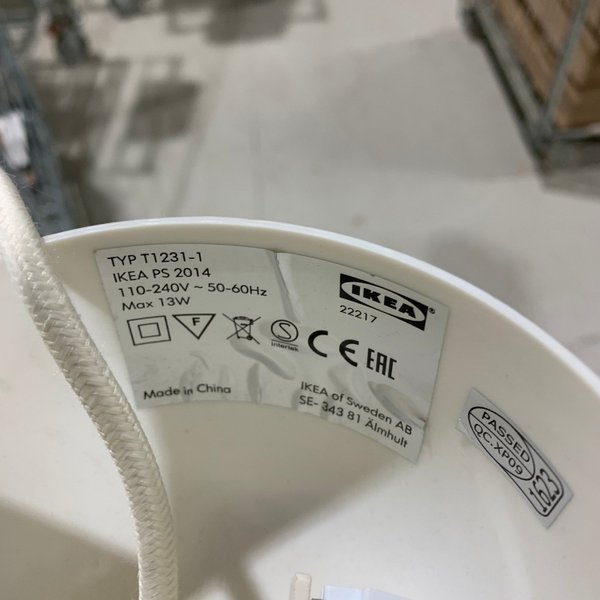 TYP T1231-1
IKEA PS 2014
110-240V ~ 50-60Hz
Max 13W
IKEA
22217
F
S
Intertek
CE
EAC
Made in China
IKEA of Sweden AB
SE- 343 81 Älmhult
PASSED
QC.XP09
1623